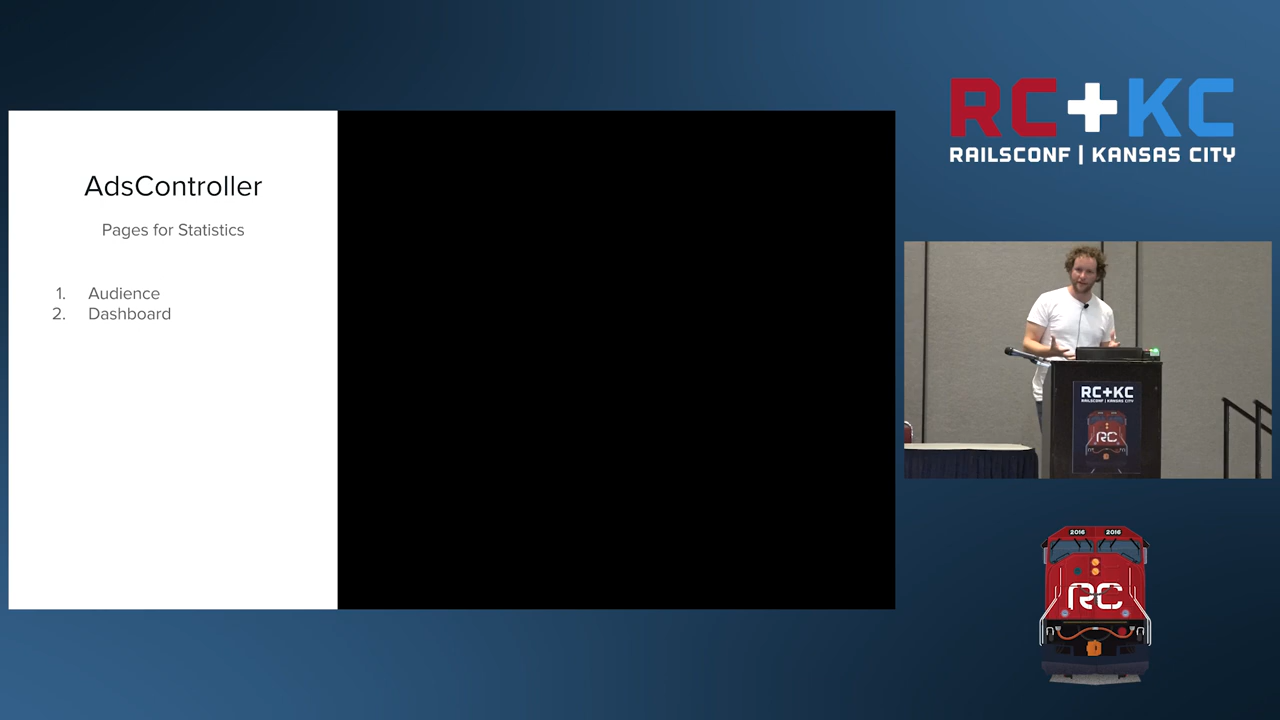 AdsController
Pages for Statistics
1. Audience
2. Dashboard
RC+KC
RAILSCONF | KANSAS CITY
RC+KC
RAILSCONF | KANSAS CITY
RC
2016 2016
RC